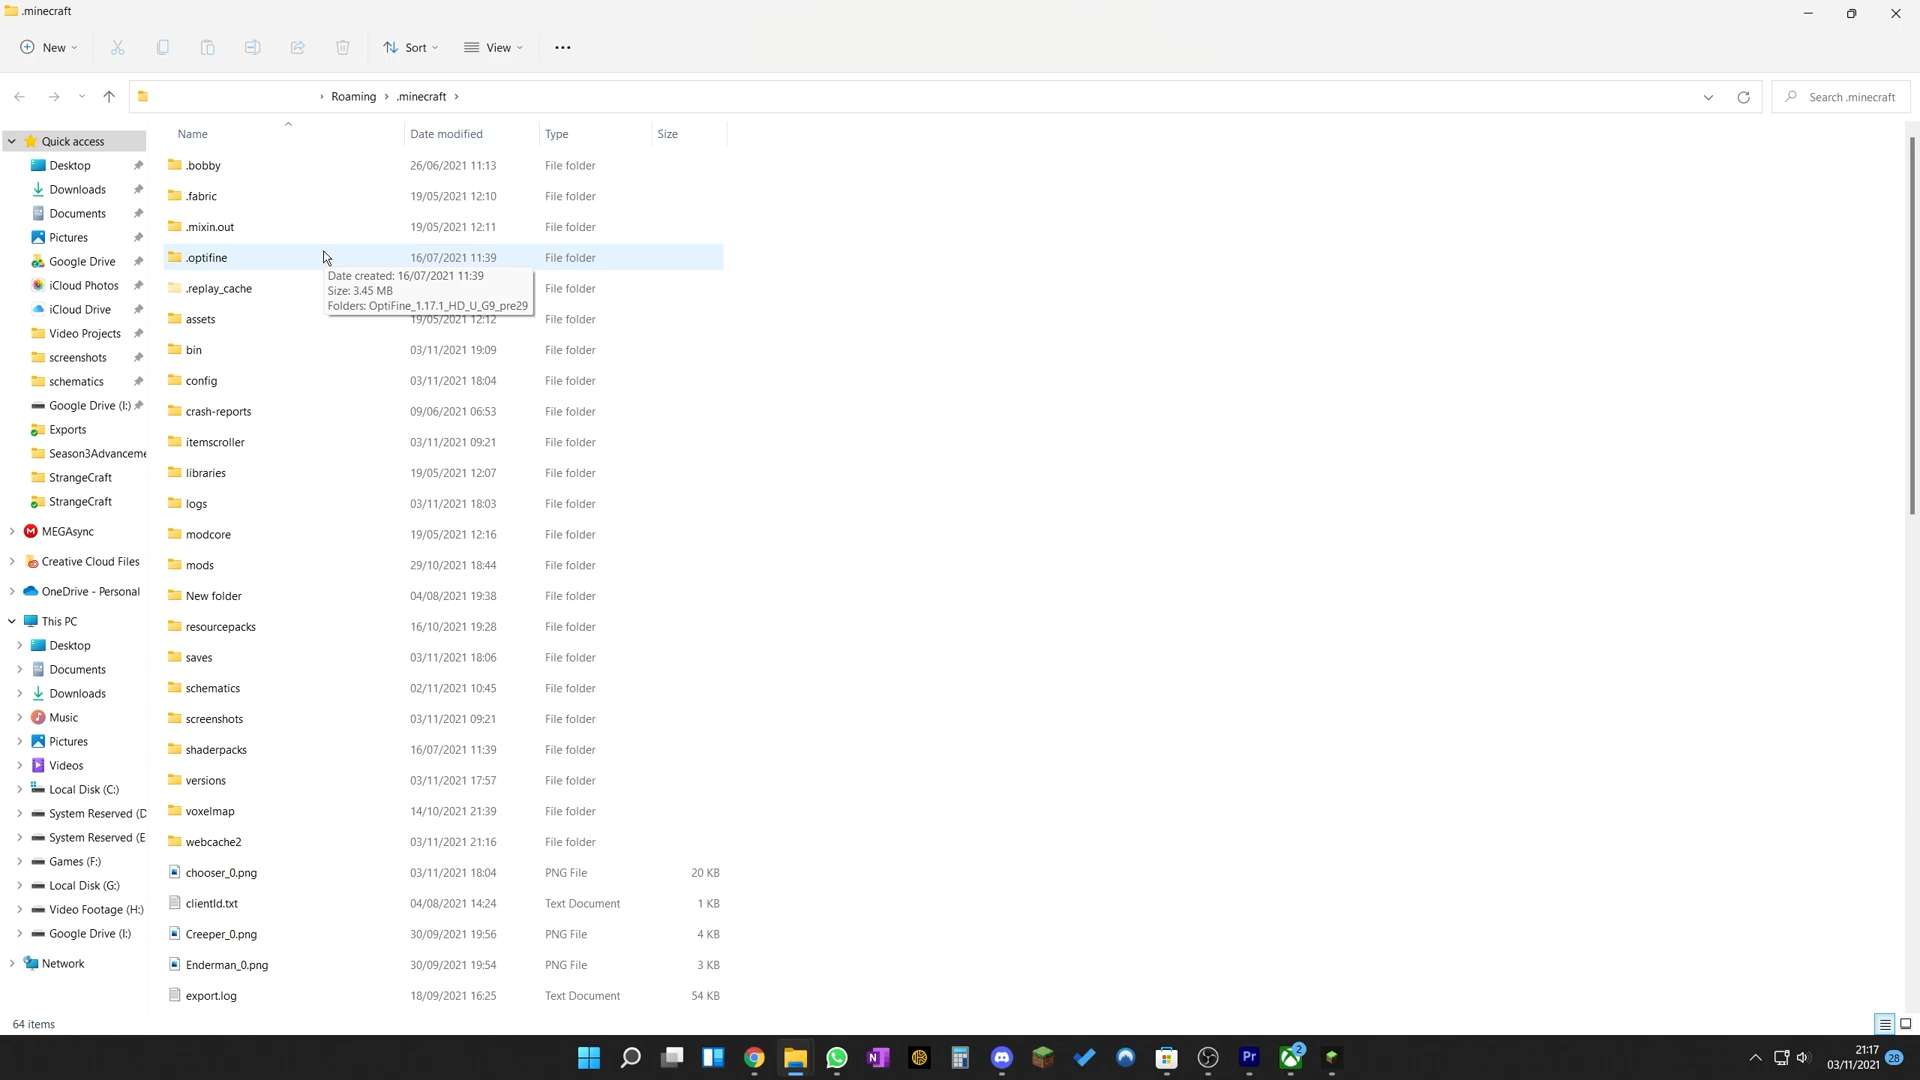 .minecraft
New
Sort
View
Roaming
.minecraft
Search .minecraft
Name Date modified Type Size
Quick access
Desktop
Downloads
Documents
Pictures
Google Drive
iCloud Photos
iCloud Drive
Video Projects
screenshots
schematics
Google Drive (I:)
Exports
Season3Advanceme
StrangeCraft
StrangeCraft
MEGAsync
Creative Cloud Files
OneDrive - Personal
This PC
Desktop
Documents
Downloads
Music
Pictures
Videos
Local Disk (C:)
System Reserved (D
System Reserved (E
Games (F:)
Local Disk (G:)
Video Footage (H:)
Google Drive (I:)
Network
.bobby 26/06/2021 11:13 File folder
.fabric 19/05/2021 12:10 File folder
.mixin.out 19/05/2021 12:11 File folder
.optifine 16/07/2021 11:39 File folder
Date created: 16/07/2021 11:39
Size: 3.45 MB
Folders: OptiFine_1.17.1_HD_U_G9_pre29
.replay_cache File folder
assets 19/05/2021 12:12 File folder
bin 03/11/2021 19:09 File folder
config 03/11/2021 18:04 File folder
crash-reports 09/06/2021 06:53 File folder
itemscroller 03/11/2021 09:21 File folder
libraries 19/05/2021 12:07 File folder
logs 03/11/2021 18:03 File folder
modcore 19/05/2021 12:16 File folder
mods 29/10/2021 18:44 File folder
New folder 04/08/2021 19:38 File folder
resourcepacks 16/10/2021 19:28 File folder
saves 03/11/2021 18:06 File folder
schematics 02/11/2021 10:45 File folder
screenshots 03/11/2021 09:21 File folder
shaderpacks 16/07/2021 11:39 File folder
versions 03/11/2021 17:57 File folder
voxelmap 14/10/2021 21:39 File folder
webcache2 03/11/2021 21:16 File folder
chooser_0.png 03/11/2021 18:04 PNG File 20 KB
clientId.txt 04/08/2021 14:24 Text Document 1 KB
Creeper_0.png 30/09/2021 19:56 PNG File 4 KB
Enderman_0.png 30/09/2021 19:54 PNG File 3 KB
export.log 18/09/2021 16:25 Text Document 54 KB
64 items
N
Pr
2
21:17
03/11/2021
28